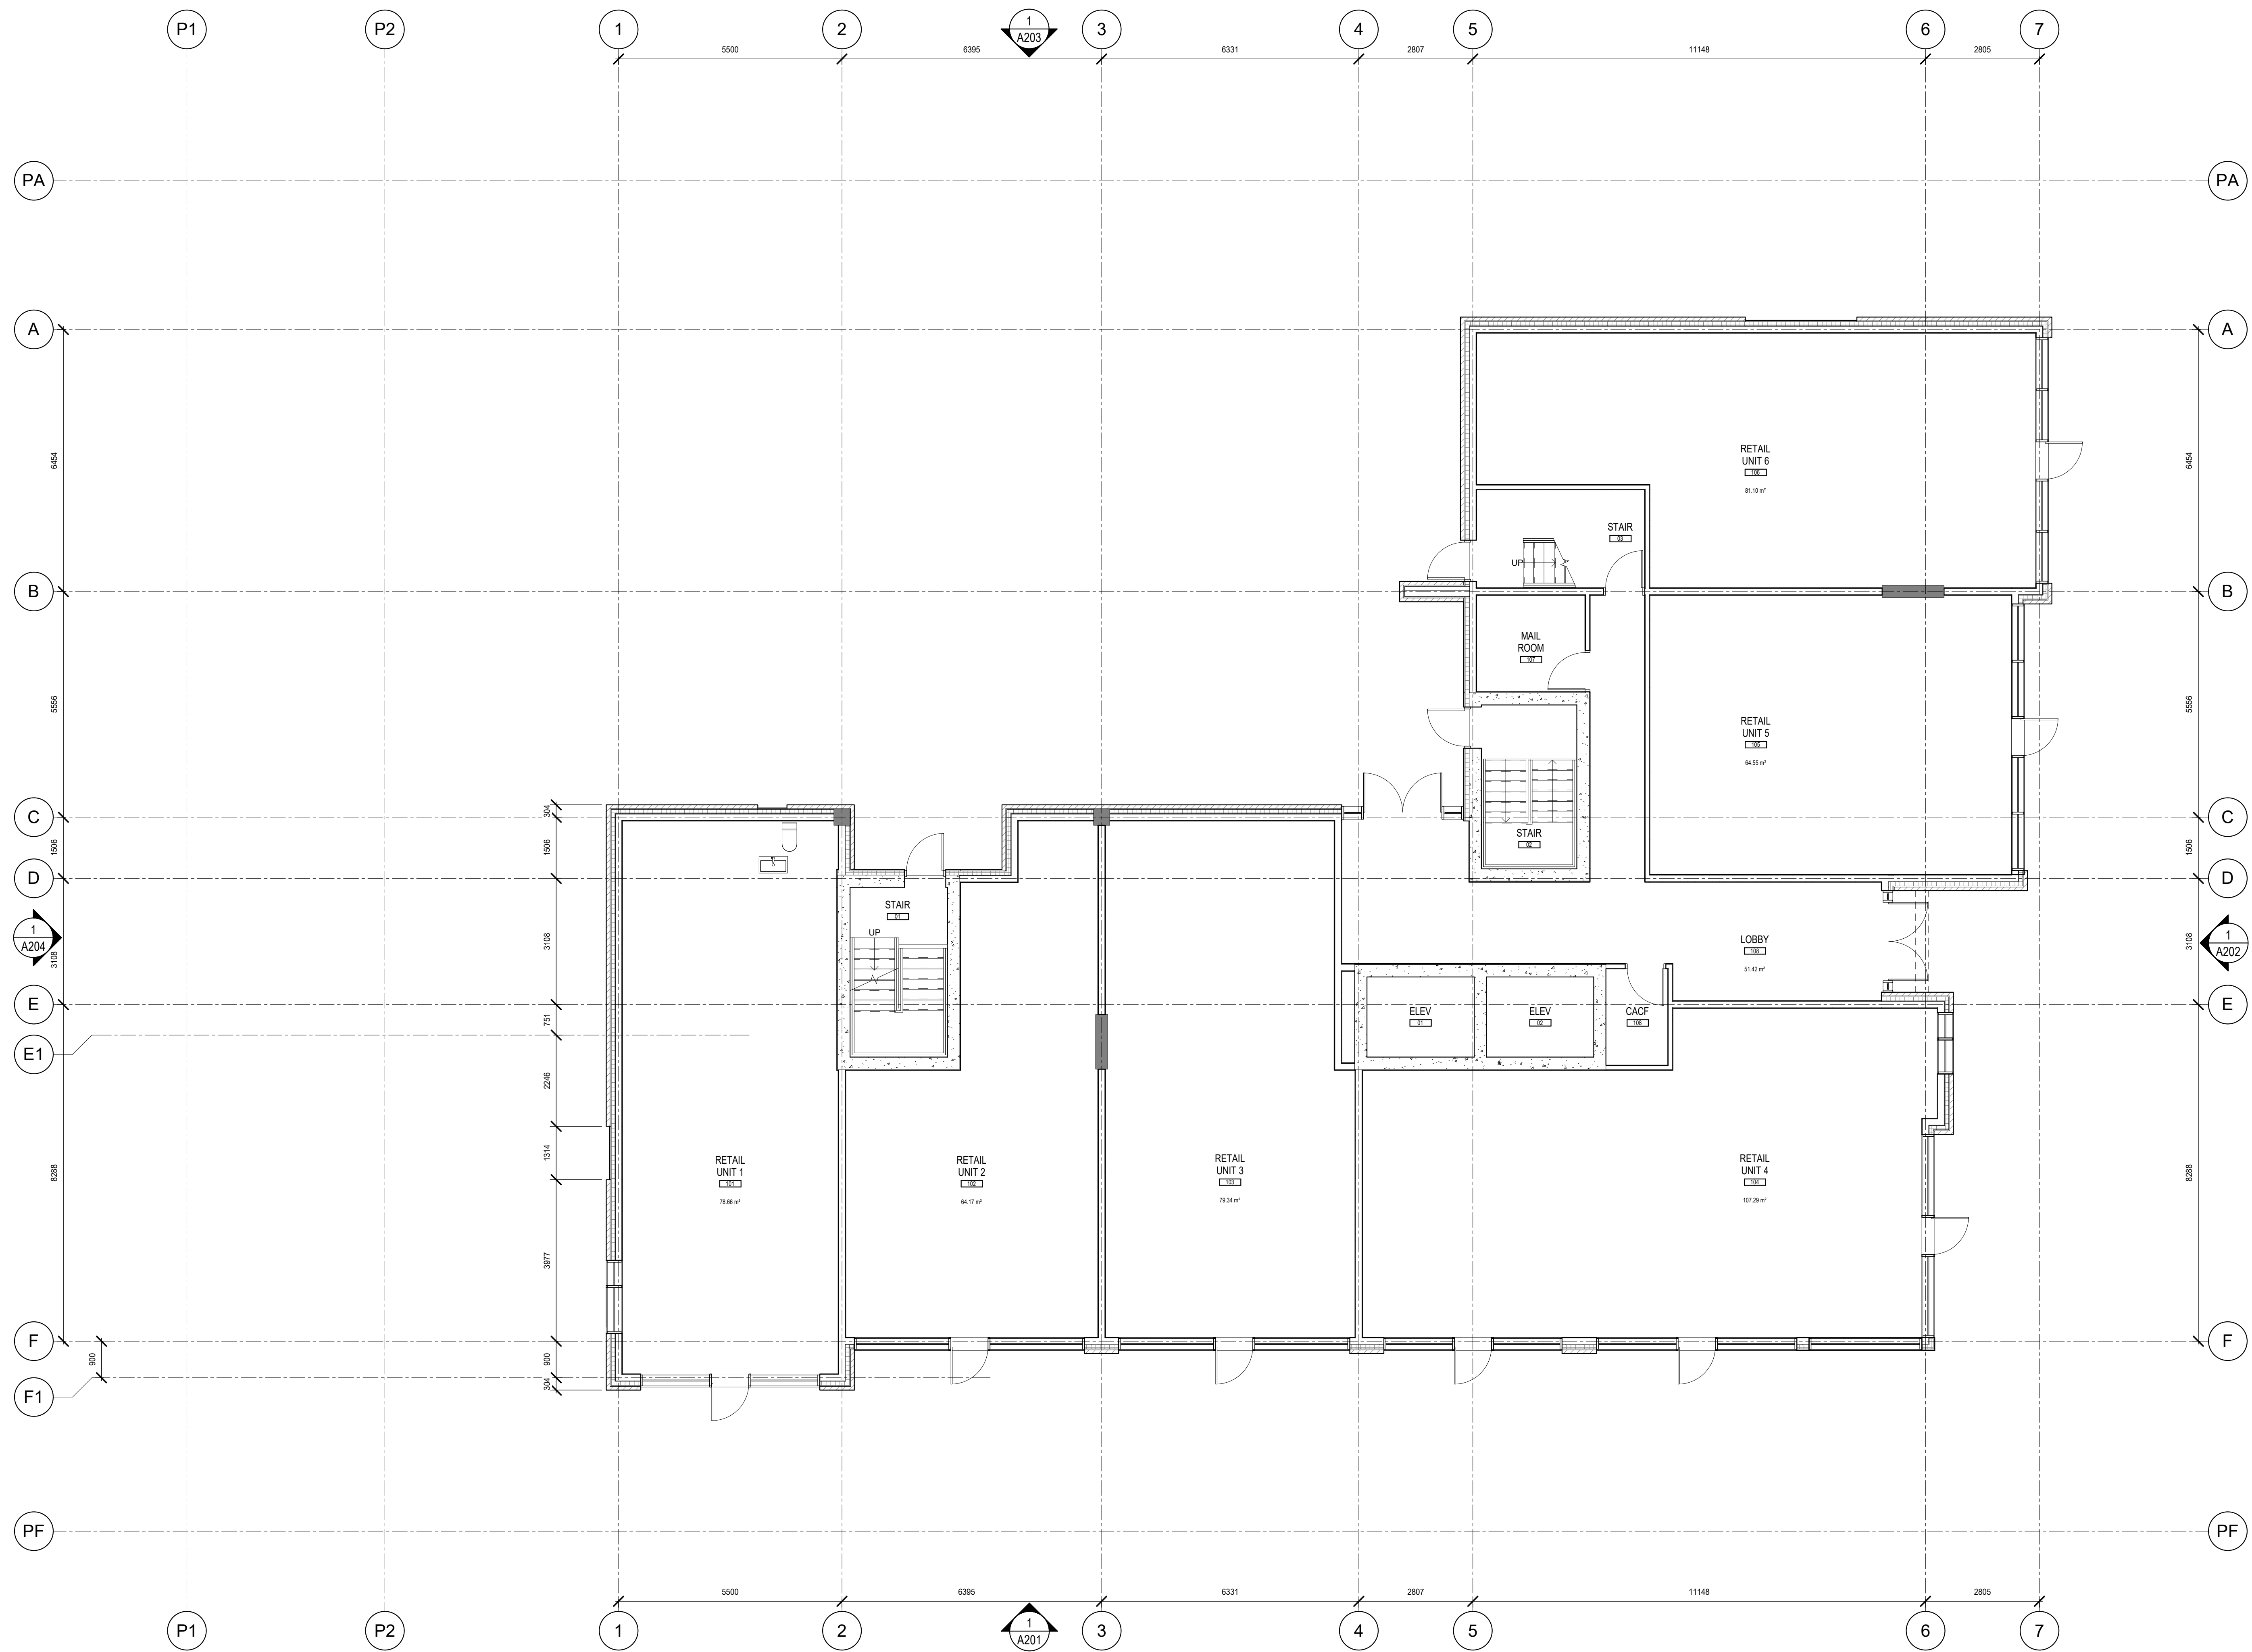 P1
P2
1
2
1
A203
3
4
5
6
7
5500
6395
6331
2807
11148
2805
PA
PA
A
A
6454
6454
RETAIL
UNIT 6
106
81.10 m²
STAIR
03
UP
B
B
MAIL
ROOM
107
5556
5556
RETAIL
UNIT 5
105
64.55 m²
C
C
304
STAIR
02
1506
1506
1506
D
D
STAIR
01
UP
1
A204
3108
3108
LOBBY
108
51.42 m²
3108
1
A202
E
E
ELEV
01
ELEV
02
CACF
108
751
E1
2246
1314
8288
8288
RETAIL
UNIT 1
101
78.66 m²
RETAIL
UNIT 2
102
64.17 m²
RETAIL
UNIT 3
103
79.34 m²
RETAIL
UNIT 4
104
107.29 m²
3977
F
F
900
900
304
F1
PF
PF
5500
6395
6331
2807
11148
2805
P1
P2
1
2
1
A201
3
4
5
6
7